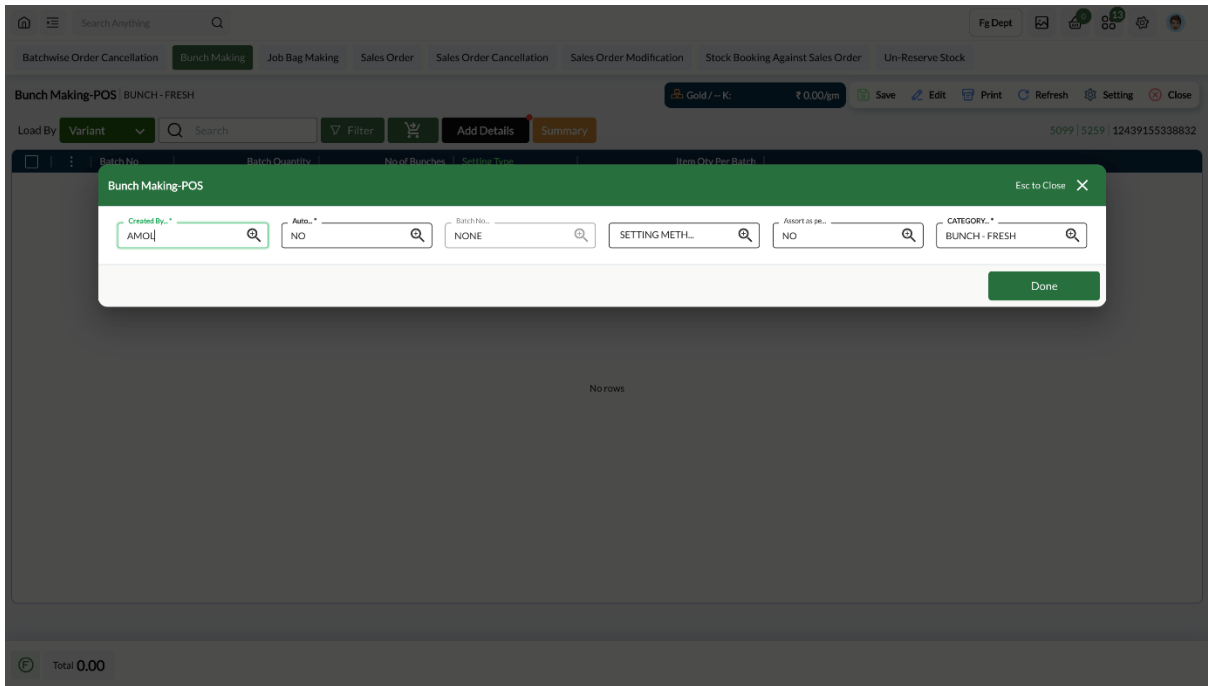 Search Anything
Fg Dept
0
13
Batchwise Order Cancellation Bunch Making Job Bag Making Sales Order Sales Order Cancellation Sales Order Modification Stock Booking Against Sales Order Un-Reserve Stock
Bunch Making-POS BUNCH - FRESH Gold / -- K: ₹ 0.00/gm Save Edit Print Refresh Setting Close
Load By Variant Search Filter Add Details Summary 5099 | 5259 | 12439155338832
Batch No Batch Quantity No of Bunches Setting Type Item Qty Per Batch
Bunch Making-POS Esc to Close
Created By... * Auto... * Batch No... Assort as pe... CATEGORY... *
AMOL NO NONE SETTING METH... NO BUNCH - FRESH
Done
No rows
F Total 0.00